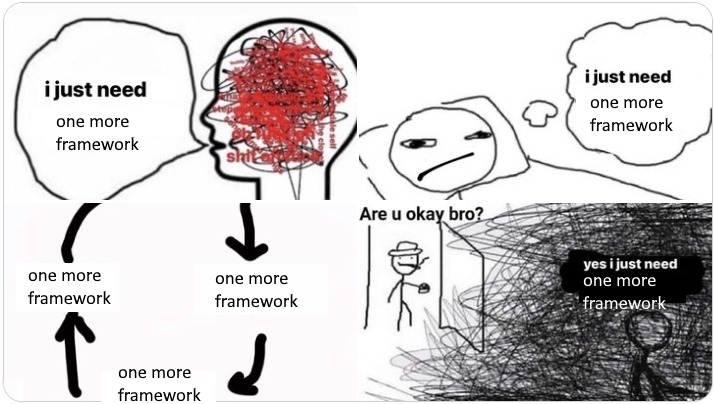 i just need
one more
framework
shit
i just need
one more
framework
one more
framework
one more
framework
one more
framework
Are u okay bro?
yes i just need
one more
framework